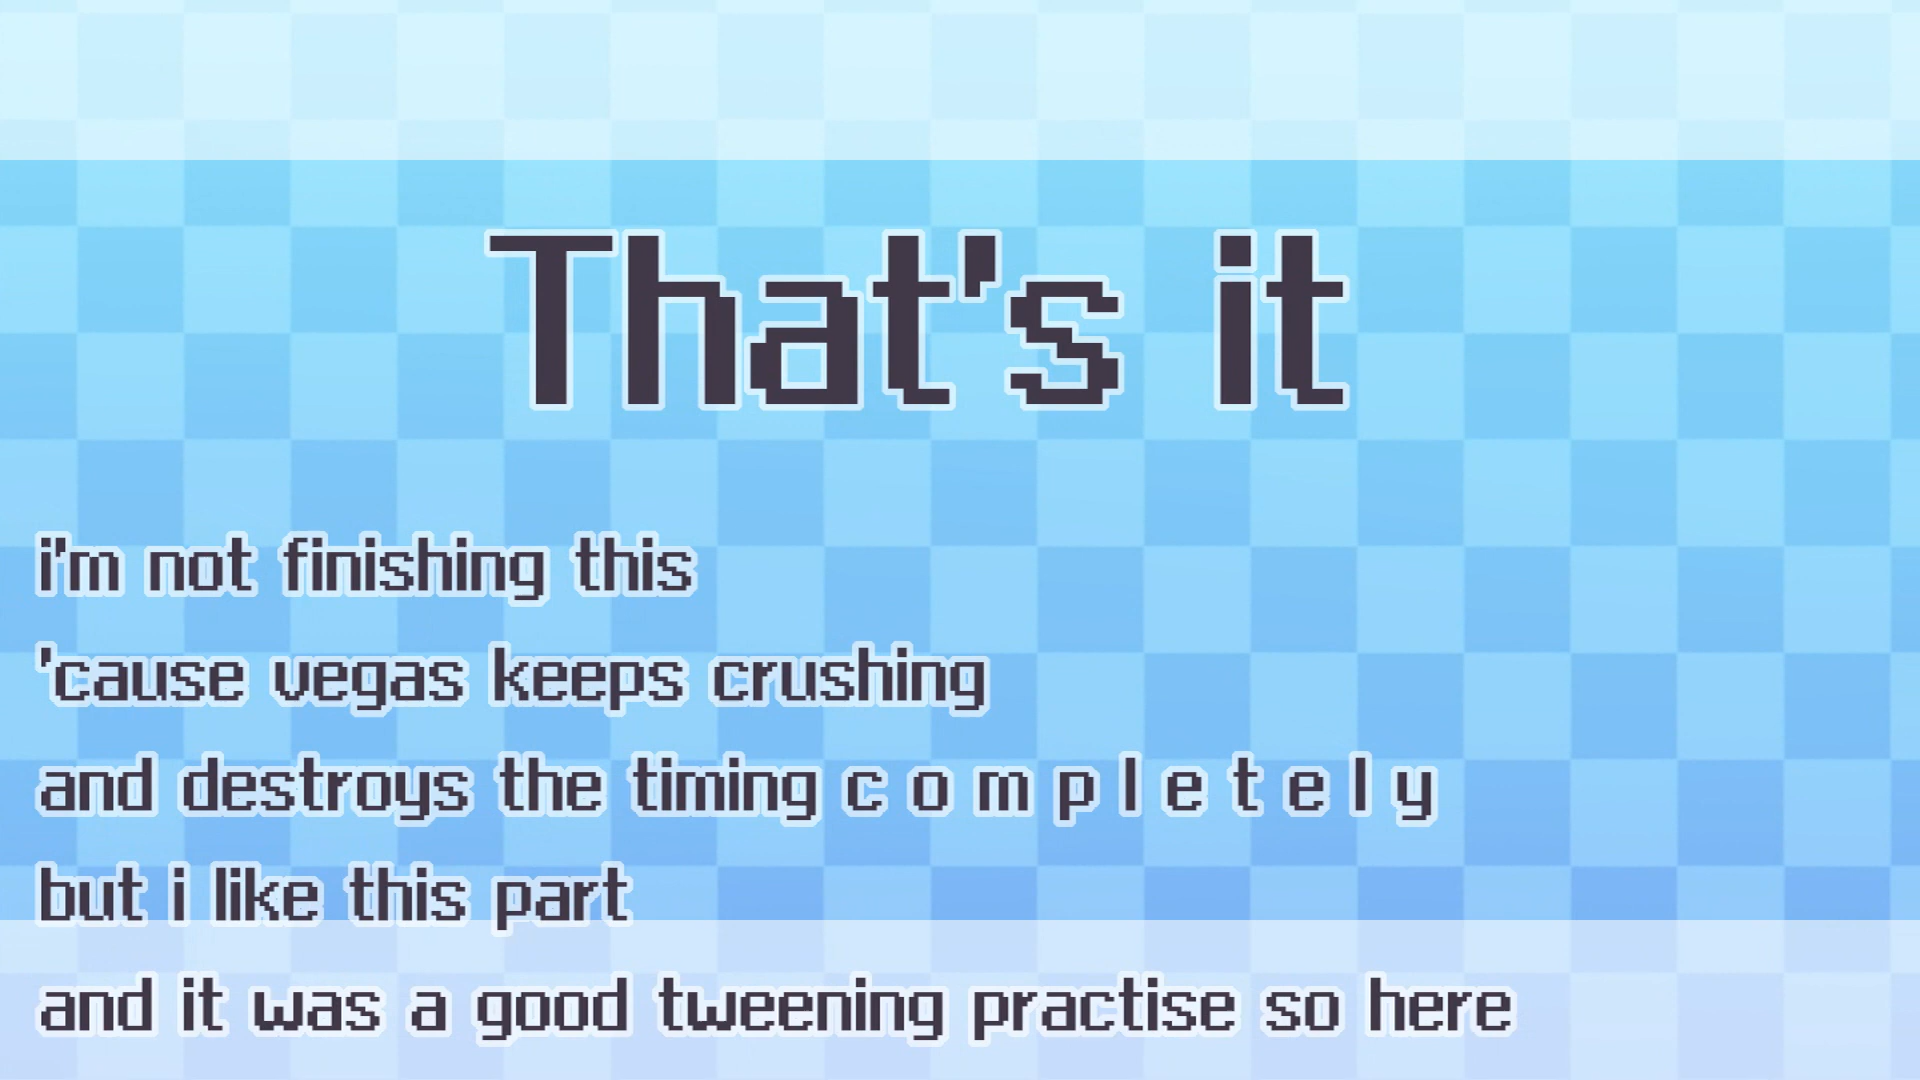 That's it
i'm not finishing this
'cause vegas keeps crushing
and destroys the timing c o m p l e t e l y
but i like this part
and it was a good tweening practise so here